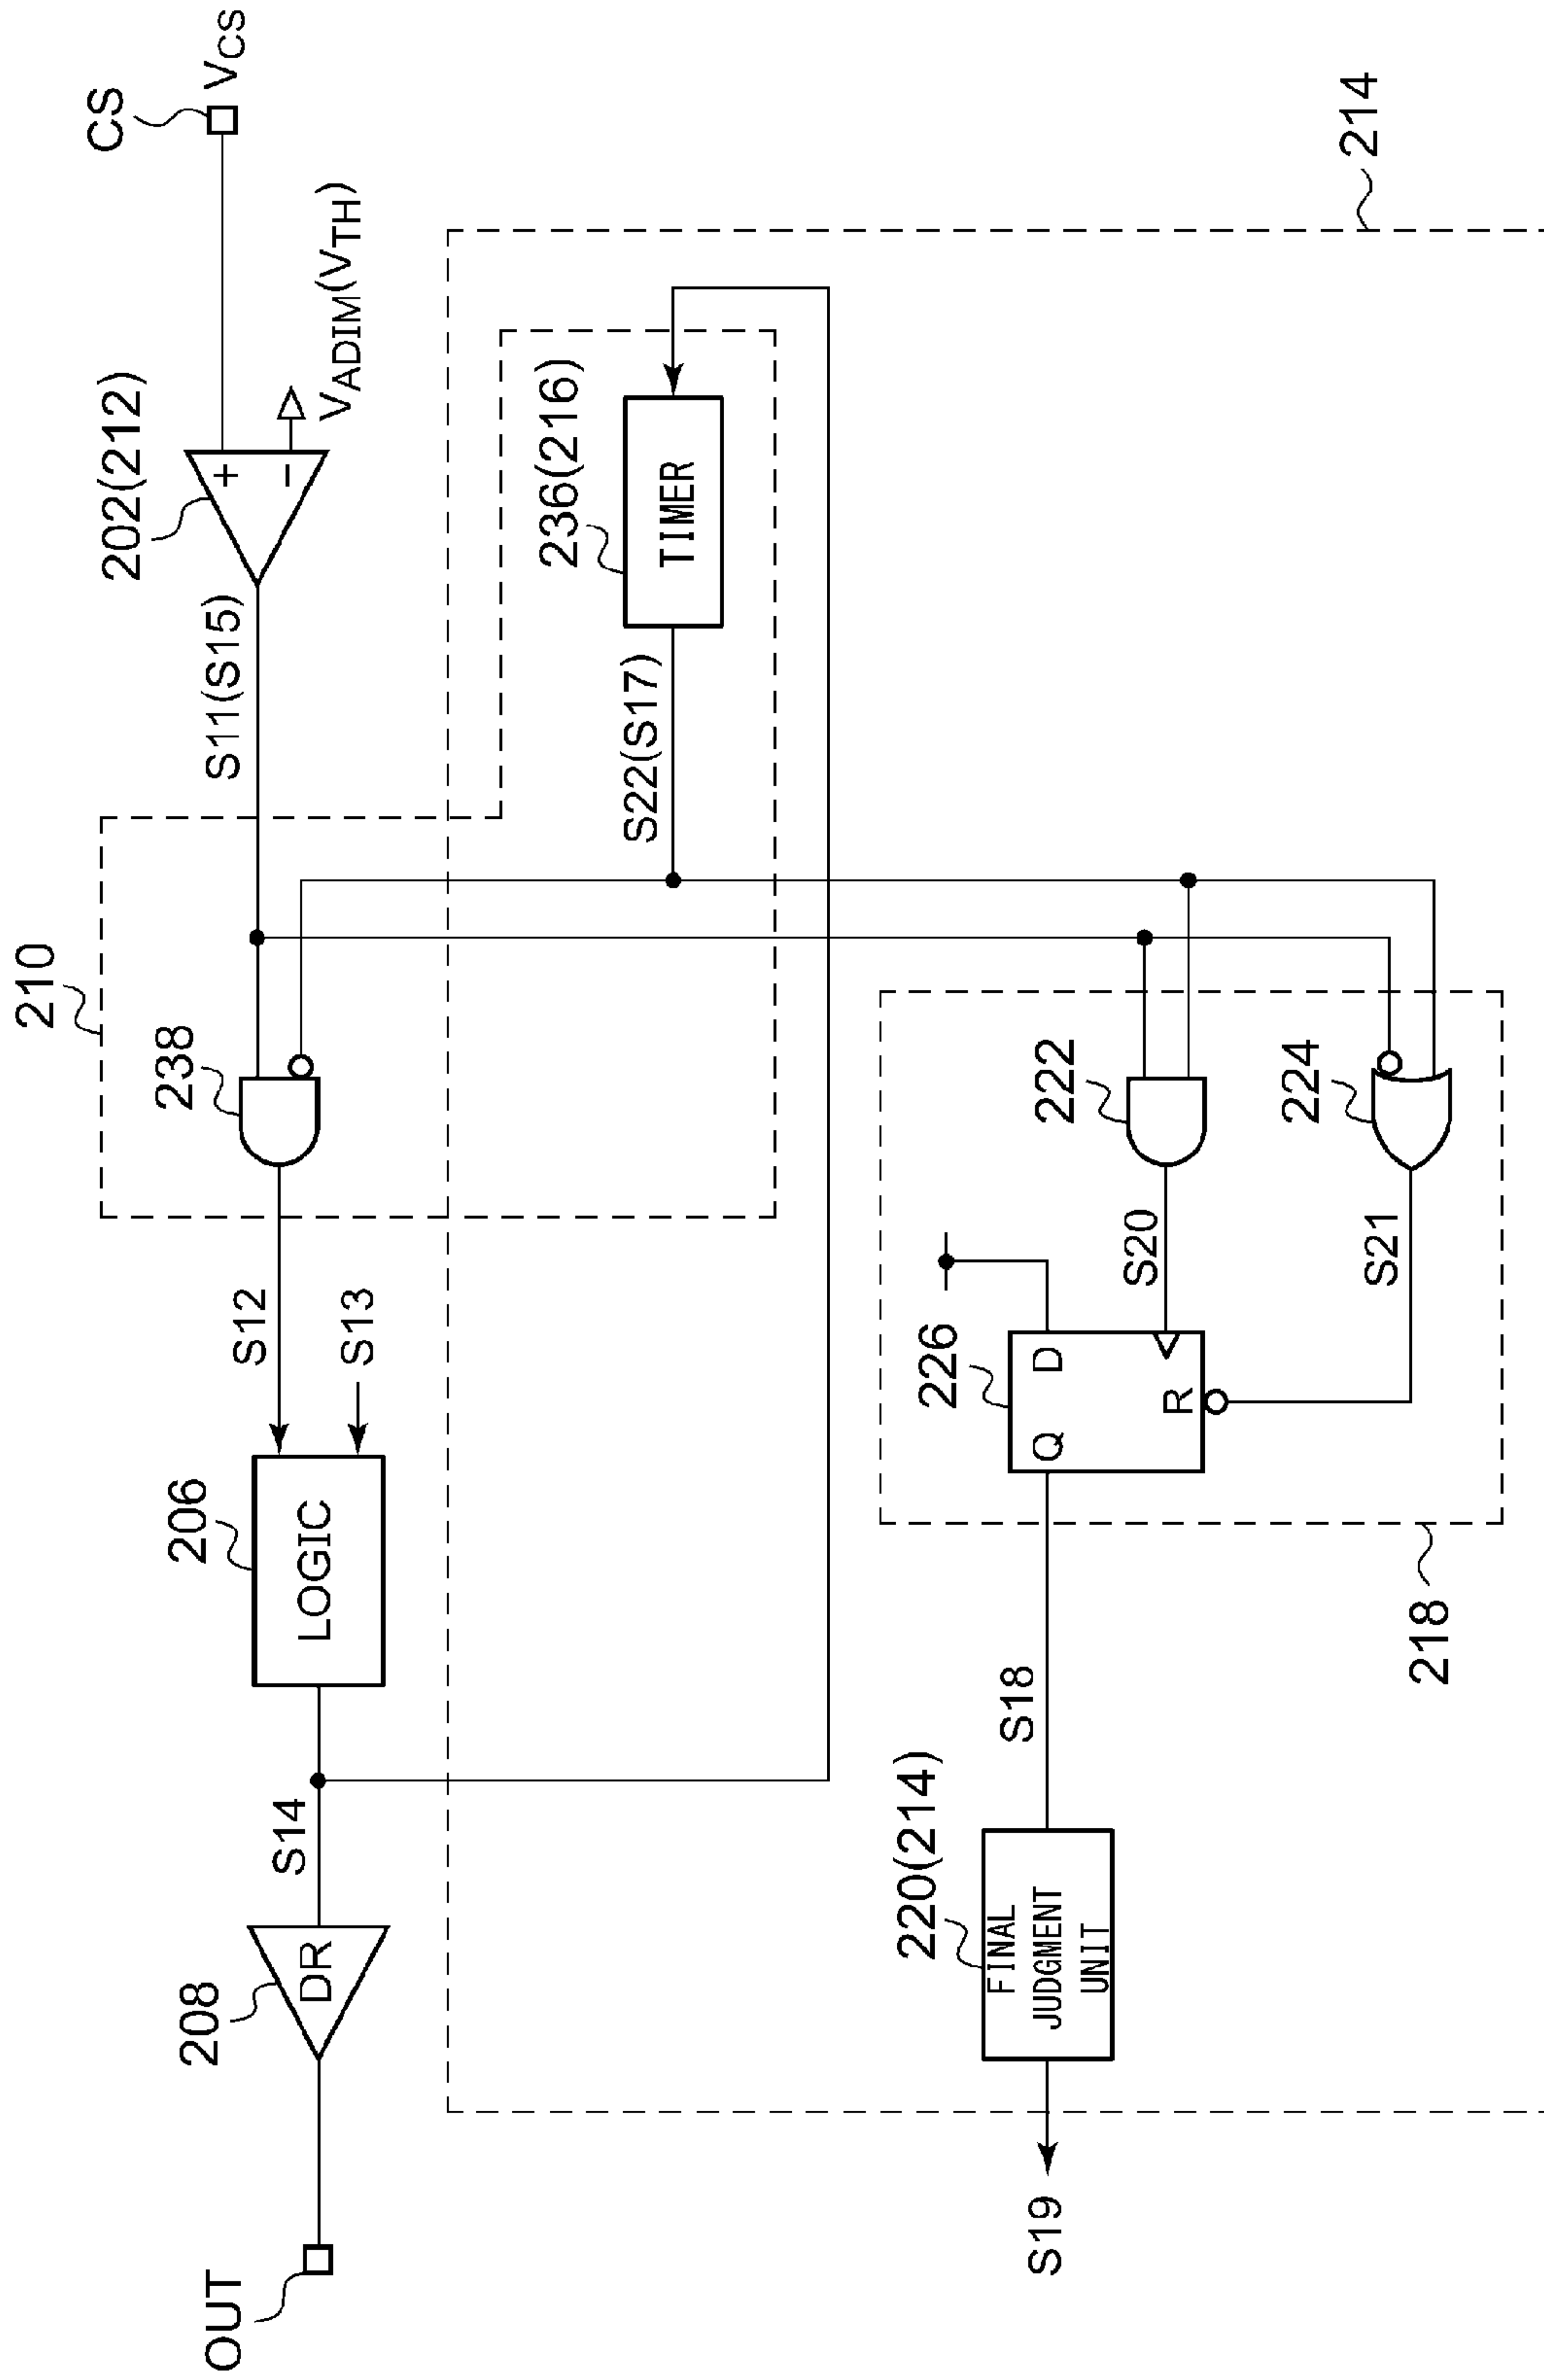 OUT
208
DR
S14
206
LOGIC
S12
S13
210
238
S11(S15)
202(212)
+
−
CS
VCS
VADIM(VTH)
236(216)
TIMER
S22(S17)
214
220(214)
FINAL
JUDGMENT
UNIT
S19
S18
226
Q
D
R
S20
S21
222
224
218